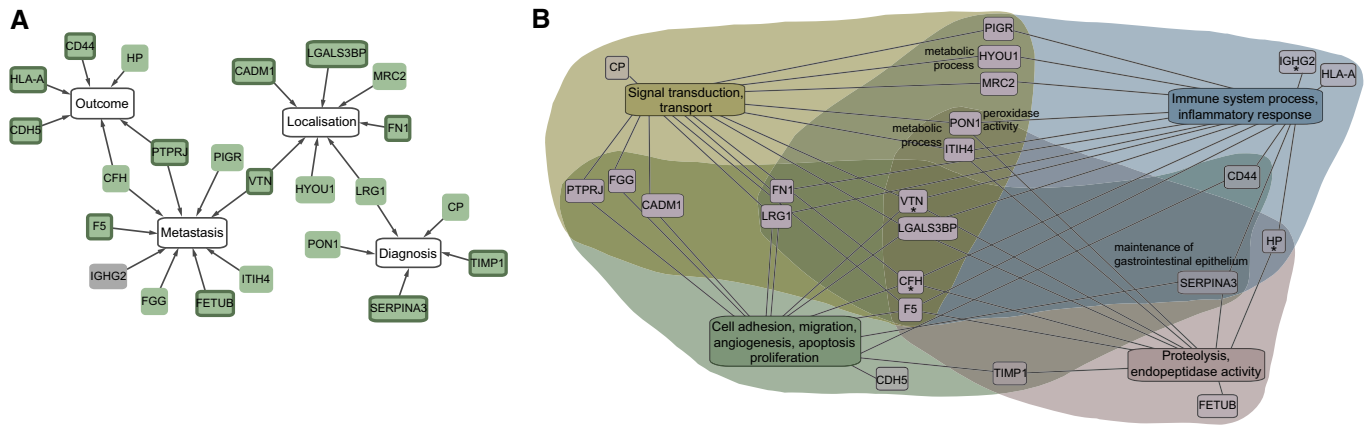 A
CD44
HP
HLA-A
Outcome
CDH5
PTPRJ
CFH
PIGR
VTN
F5
Metastasis
IGHG2
FGG
FETUB
ITIH4
LGALS3BP
CADM1
MRC2
Localisation
FN1
HYOU1
LRG1
CP
PON1
Diagnosis
TIMP1
SERPINA3
B
PIGR
metabolic
process
HYOU1
MRC2
CP
Signal transduction,
transport
IGHG2
*
HLA-A
Immune system process,
inflammatory response
PON1
peroxidase
activity
metabolic
process
ITIH4
PTPRJ
FGG
CADM1
FN1
LRG1
VTN
*
LGALS3BP
CD44
HP
*
maintenance of
gastrointestinal epithelium
SERPINA3
CFH
*
F5
Cell adhesion, migration,
angiogenesis, apoptosis
proliferation
CDH5
TIMP1
Proteolysis,
endopeptidase activity
FETUB